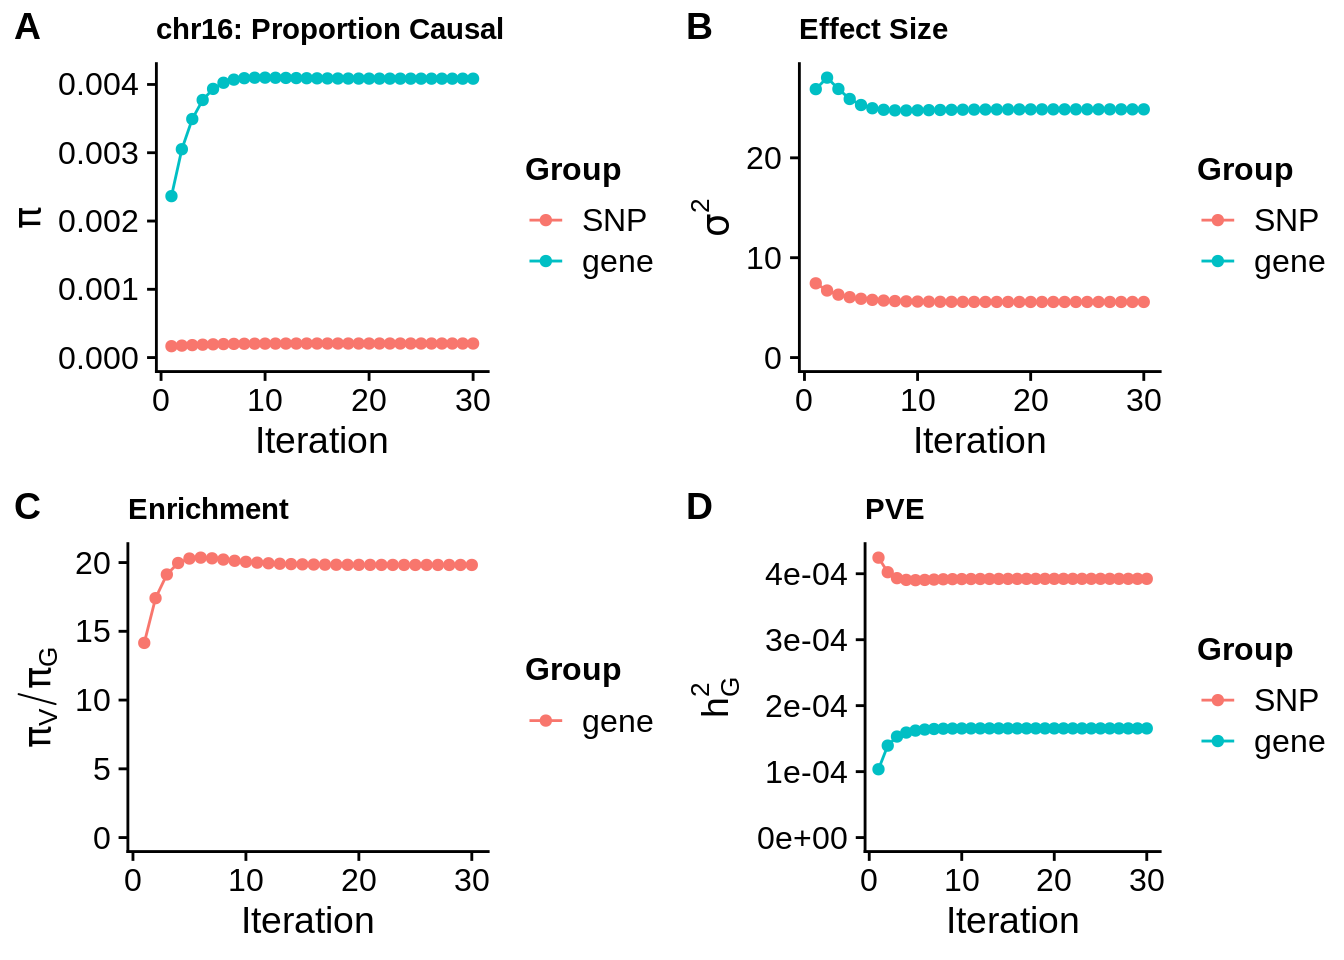 A
chr16: Proportion Causal
π
0.004
0.003
0.002
0.001
0.000
0 10 20 30
Iteration
Group
SNP
gene
B
Effect Size
σ²
20
10
0
0 10 20 30
Iteration
Group
SNP
gene
C
Enrichment
π_V/π_G
20
15
10
5
0
0 10 20 30
Iteration
Group
gene
D
PVE
h²_G
4e-04
3e-04
2e-04
1e-04
0e+00
0 10 20 30
Iteration
Group
SNP
gene